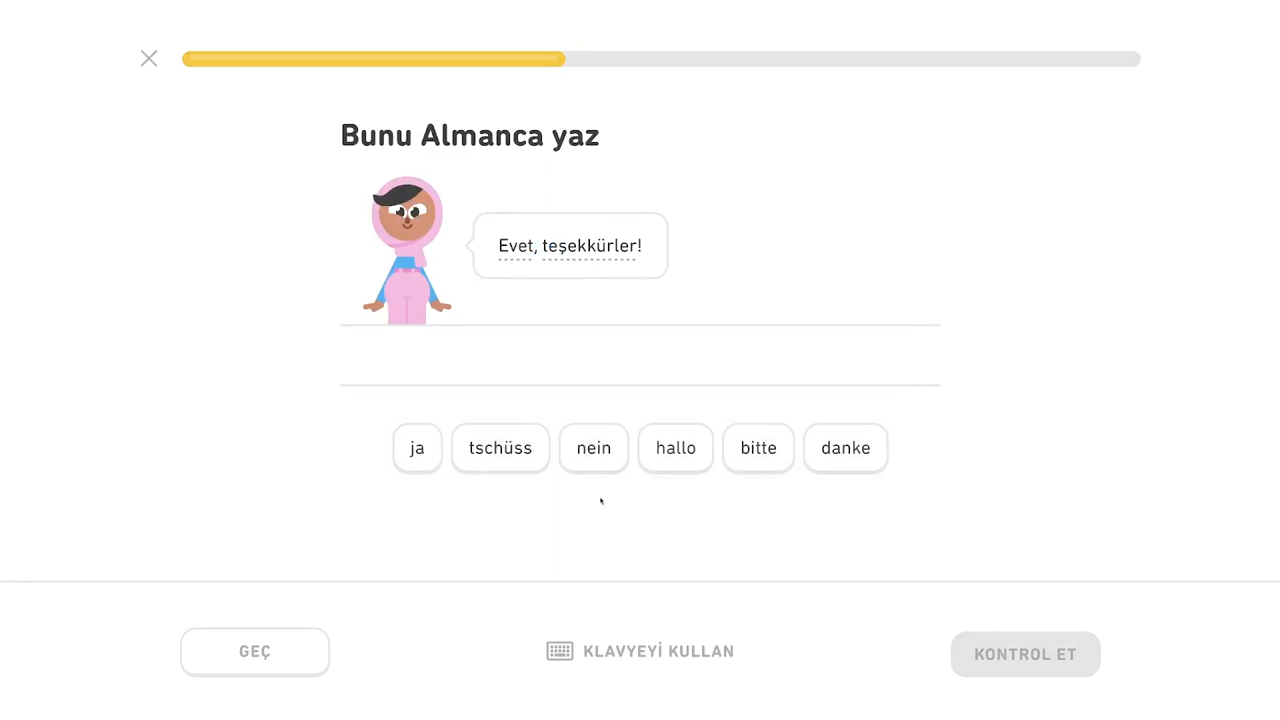 Bunu Almanca yaz
Evet, teşekkürler!
ja tschüss nein hallo bitte danke
GEÇ KLAVYEYİ KULLAN KONTROL ET